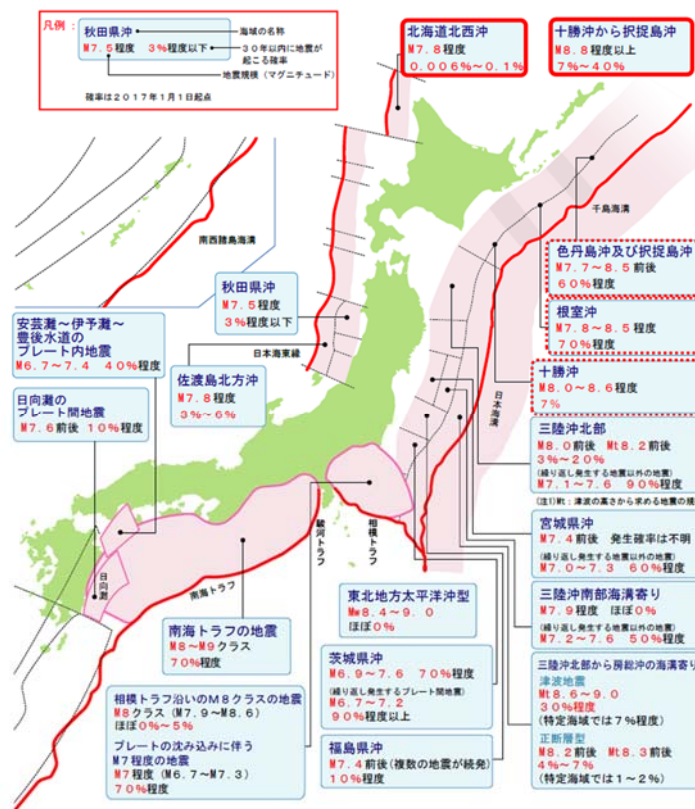 凡例：
秋田県沖
M7.5程度　3%程度以下
海域の名称
30年以内に地震が
起こる確率
地震規模（マグニチュード）
確率は2017年1月1日起点
北海道北西沖
M7.8程度
0.006%～0.1%
十勝沖から択捉島沖
M8.8程度以上
7%～40%
南西諸島海溝
千島海溝
色丹島沖及び択捉島沖
M7.7～8.5前後
60%程度
根室沖
M7.8～8.5程度
70%程度
十勝沖
M8.0～8.6程度
7%
秋田県沖
M7.5程度
3%程度以下
日本海東縁
佐渡島北方沖
M7.8程度
3%～6%
安芸灘～伊予灘～
豊後水道の
プレート内地震
M6.7～7.4　40%程度
日向灘の
プレート間地震
M7.6前後　10%程度
日本海溝
三陸沖北部
M8.0前後　Mt8.2前後
3%～20%
(繰り返し発生する地震以外の地震)
M7.1～7.6　90%程度
(注1)Mt：津波の高さから求める地震の規
宮城県沖
M7.4前後　発生確率は不明
(繰り返し発生する地震以外の地震)
M7.0～7.3　60%程度
三陸沖南部海溝寄り
M7.9程度　ほぼ0%
(繰り返し発生する地震以外の地震)
M7.2～7.6　50%程度
三陸沖北部から房総沖の海溝寄り
津波地震
Mt8.6～9.0
30%程度
(特定海域では7%程度)
正断層型
M8.2前後　Mt8.3前後
4%～7%
(特定海域では1～2%)
駿河トラフ
相模トラフ
南海トラフ
日向灘
南海トラフの地震
M8～M9クラス
70%程度
東北地方太平洋沖型
Mw8.4～9.0
ほぼ0%
茨城県沖
M6.9～7.6　70%程度
(繰り返し発生するプレート間地震)
M6.7～7.2
90%程度以上
福島県沖
M7.4前後(複数の地震が続発)
10%程度
相模トラフ沿いのM8クラスの地震
M8クラス（M7.9～M8.6）
ほぼ0%～5%
プレートの沈み込みに伴う
M7程度の地震
M7程度（M6.7～M7.3）
70%程度